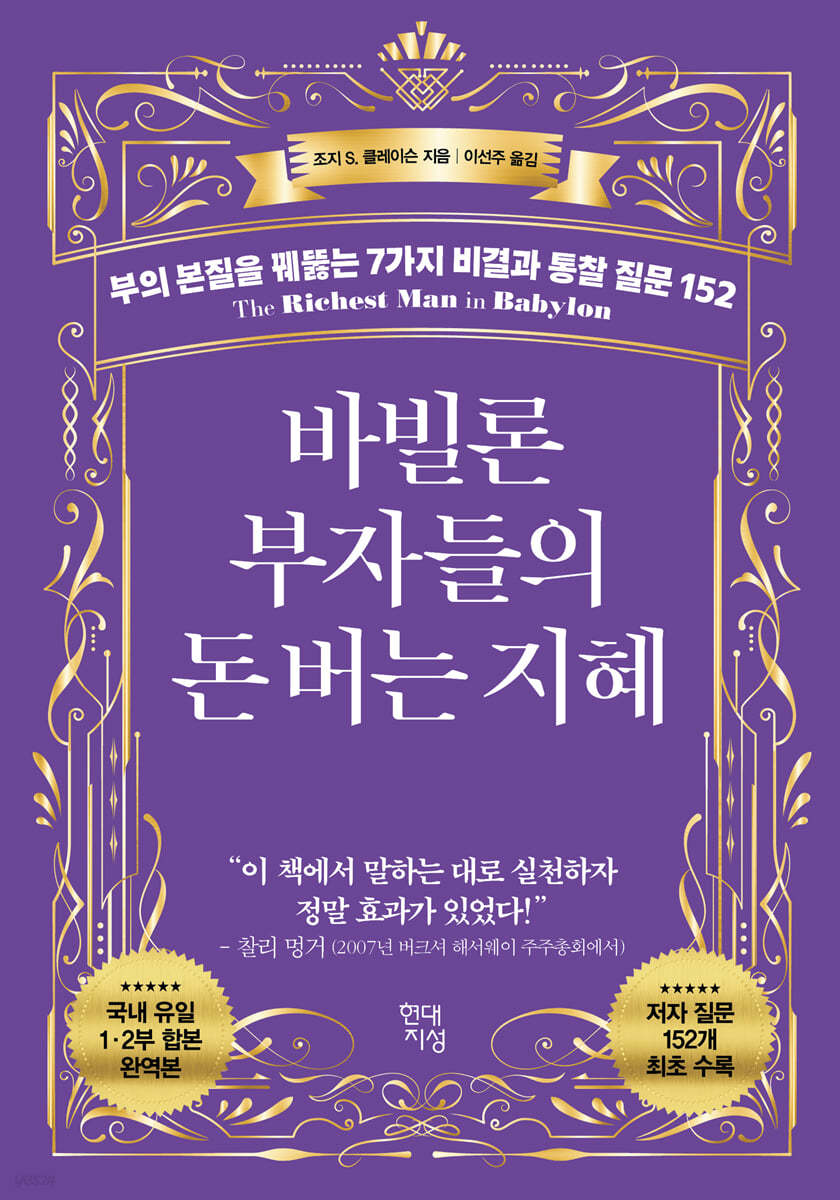 조지 S. 클레이슨 지음 | 이선주 옮김
부의 본질을 꿰뚫는 7가지 비결과 통찰 질문 152
The Richest Man in Babylon
바빌론
부자들의
돈 버는 지혜
“이 책에서 말하는 대로 실천하자
정말 효과가 있었다!”
- 찰리 멍거 (2007년 버크셔 해서웨이 주주총회에서)
★★★★★
국내 유일
1·2부 합본
완역본
현대
지성
★★★★★
저자 질문
152개
최초 수록
YES24